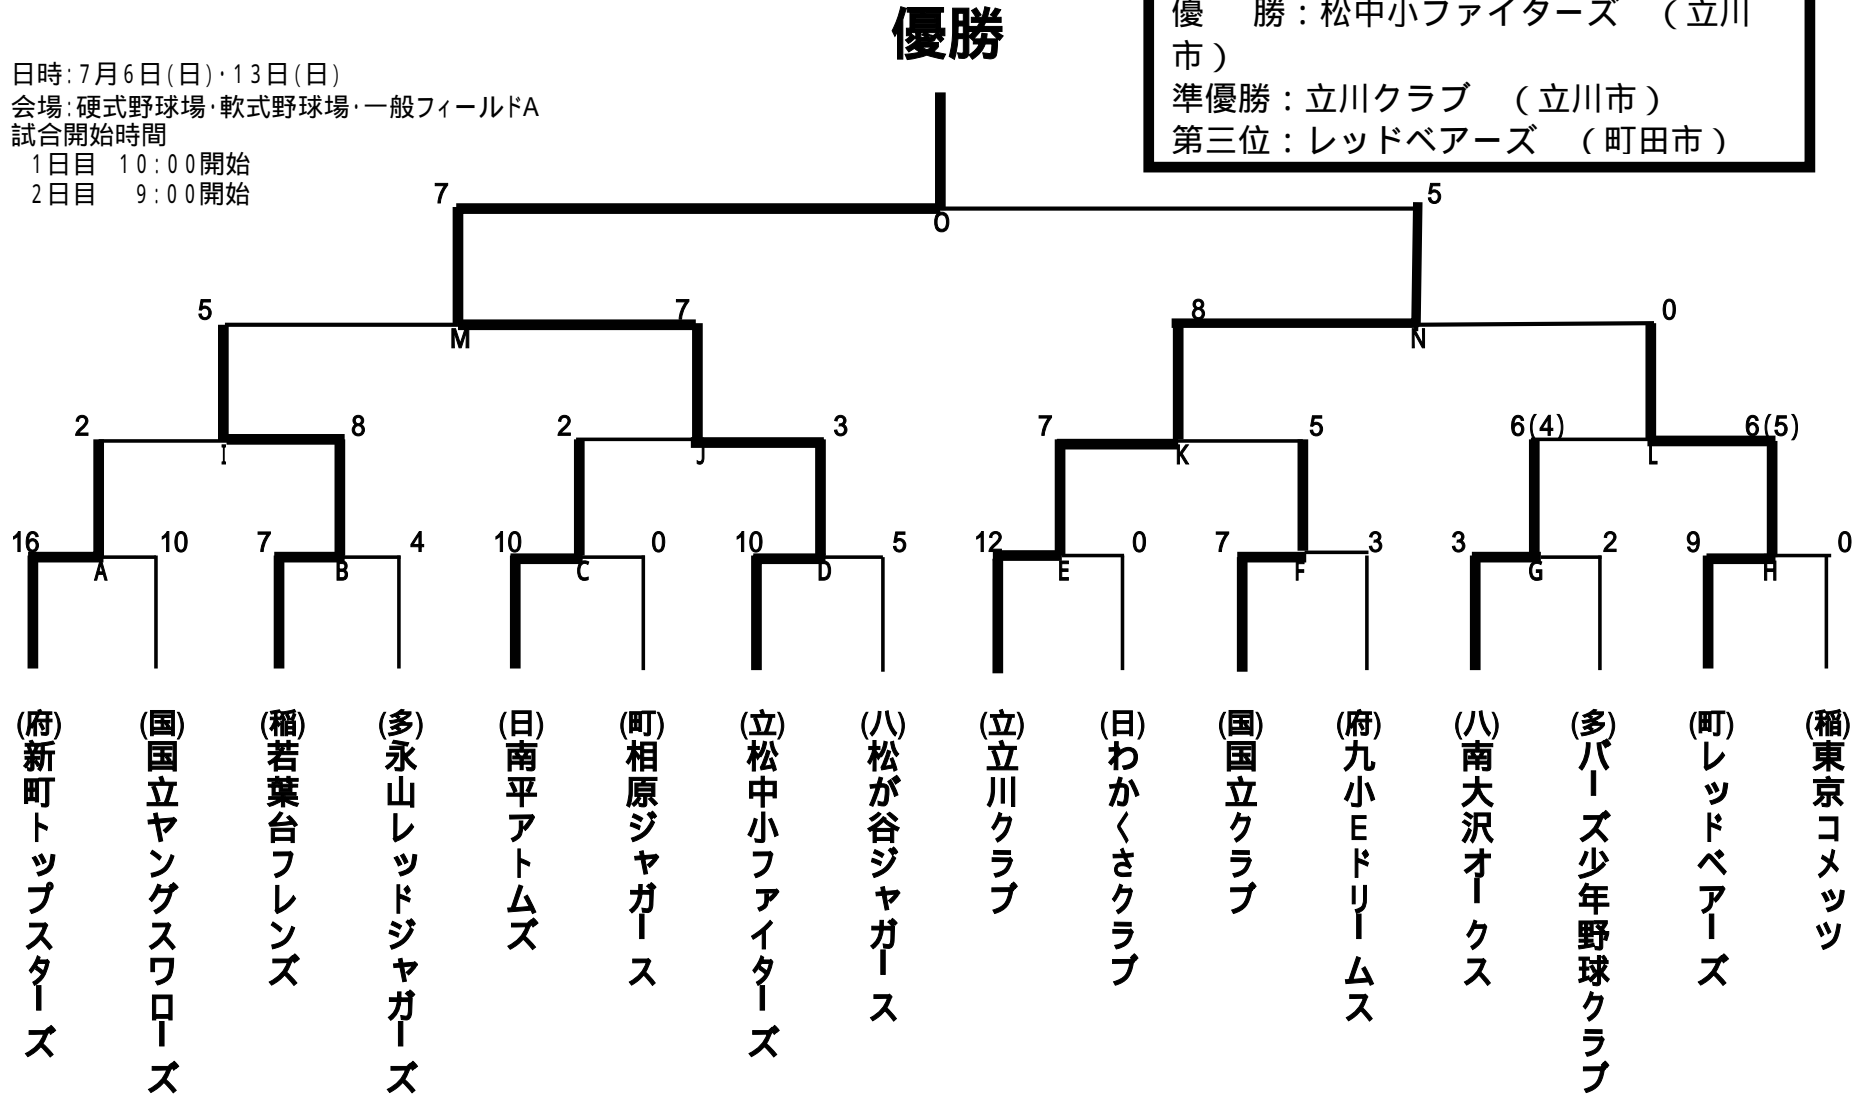 優勝
優　勝：松中小ファイターズ　（立川
市）
準優勝：立川クラブ　（立川市）
第三位：レッドベアーズ　（町田市）
日時:7月6日(日)･13日(日)
会場:硬式野球場･軟式野球場･一般フィールドA
試合開始時間
1日目　10:00開始
2日目　9:00開始
7
5
O
5
7
8
0
M
N
2
8
2
3
7
5
6(4)
6(5)
I
J
K
L
16
10
7
4
10
0
10
5
12
0
7
3
3
2
9
0
A
B
C
D
E
F
G
H
(府)新町トップスターズ
(国)国立ヤングスワローズ
(稲)若葉台フレンズ
(多)永山レッドジャガーズ
(日)南平アトムズ
(町)相原ジャガース
(立)松中小ファイターズ
(八)松が谷ジャガース
(立)立川クラブ
(日)わかくさクラブ
(国)国立クラブ
(府)九小Eドリームス
(八)南大沢オークス
(多)バーズ少年野球クラブ
(町)レッドベアーズ
(稲)東京コメッツ